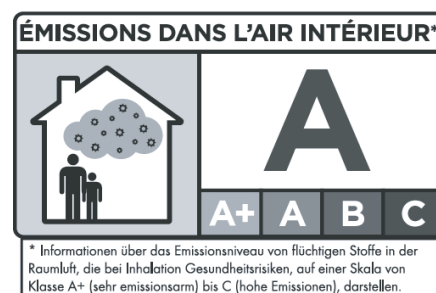 ÉMISSIONS DANS L'AIR INTÉRIEUR*
A
A+ A B C
* Informationen über das Emissionsniveau von flüchtigen Stoffe in der
Raumluft, die bei Inhalation Gesundheitsrisiken, auf einer Skala von
Klasse A+ (sehr emissionsarm) bis C (hohe Emissionen), darstellen.